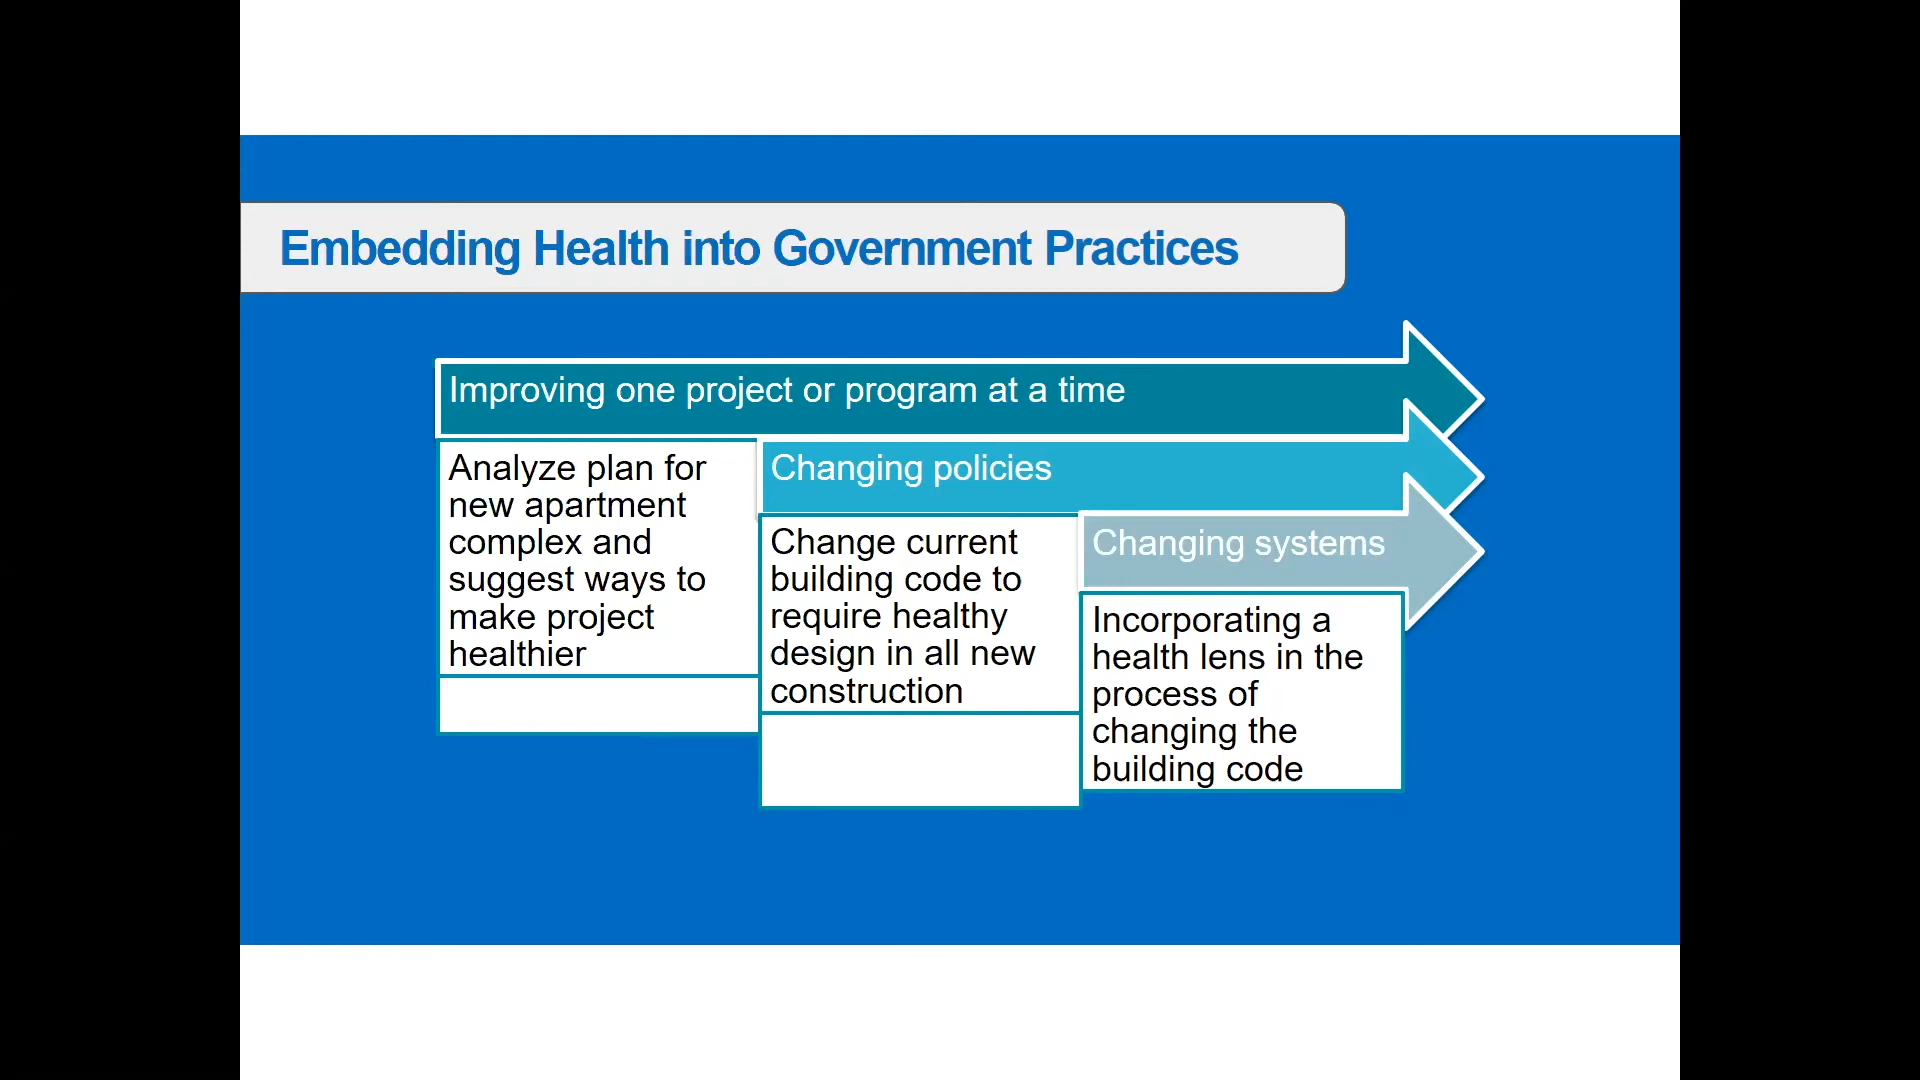 Embedding Health into Government Practices
Improving one project or program at a time
Analyze plan for
new apartment
complex and
suggest ways to
make project
healthier
Changing policies
Change current
building code to
require healthy
design in all new
construction
Changing systems
Incorporating a
health lens in the
process of
changing the
building code